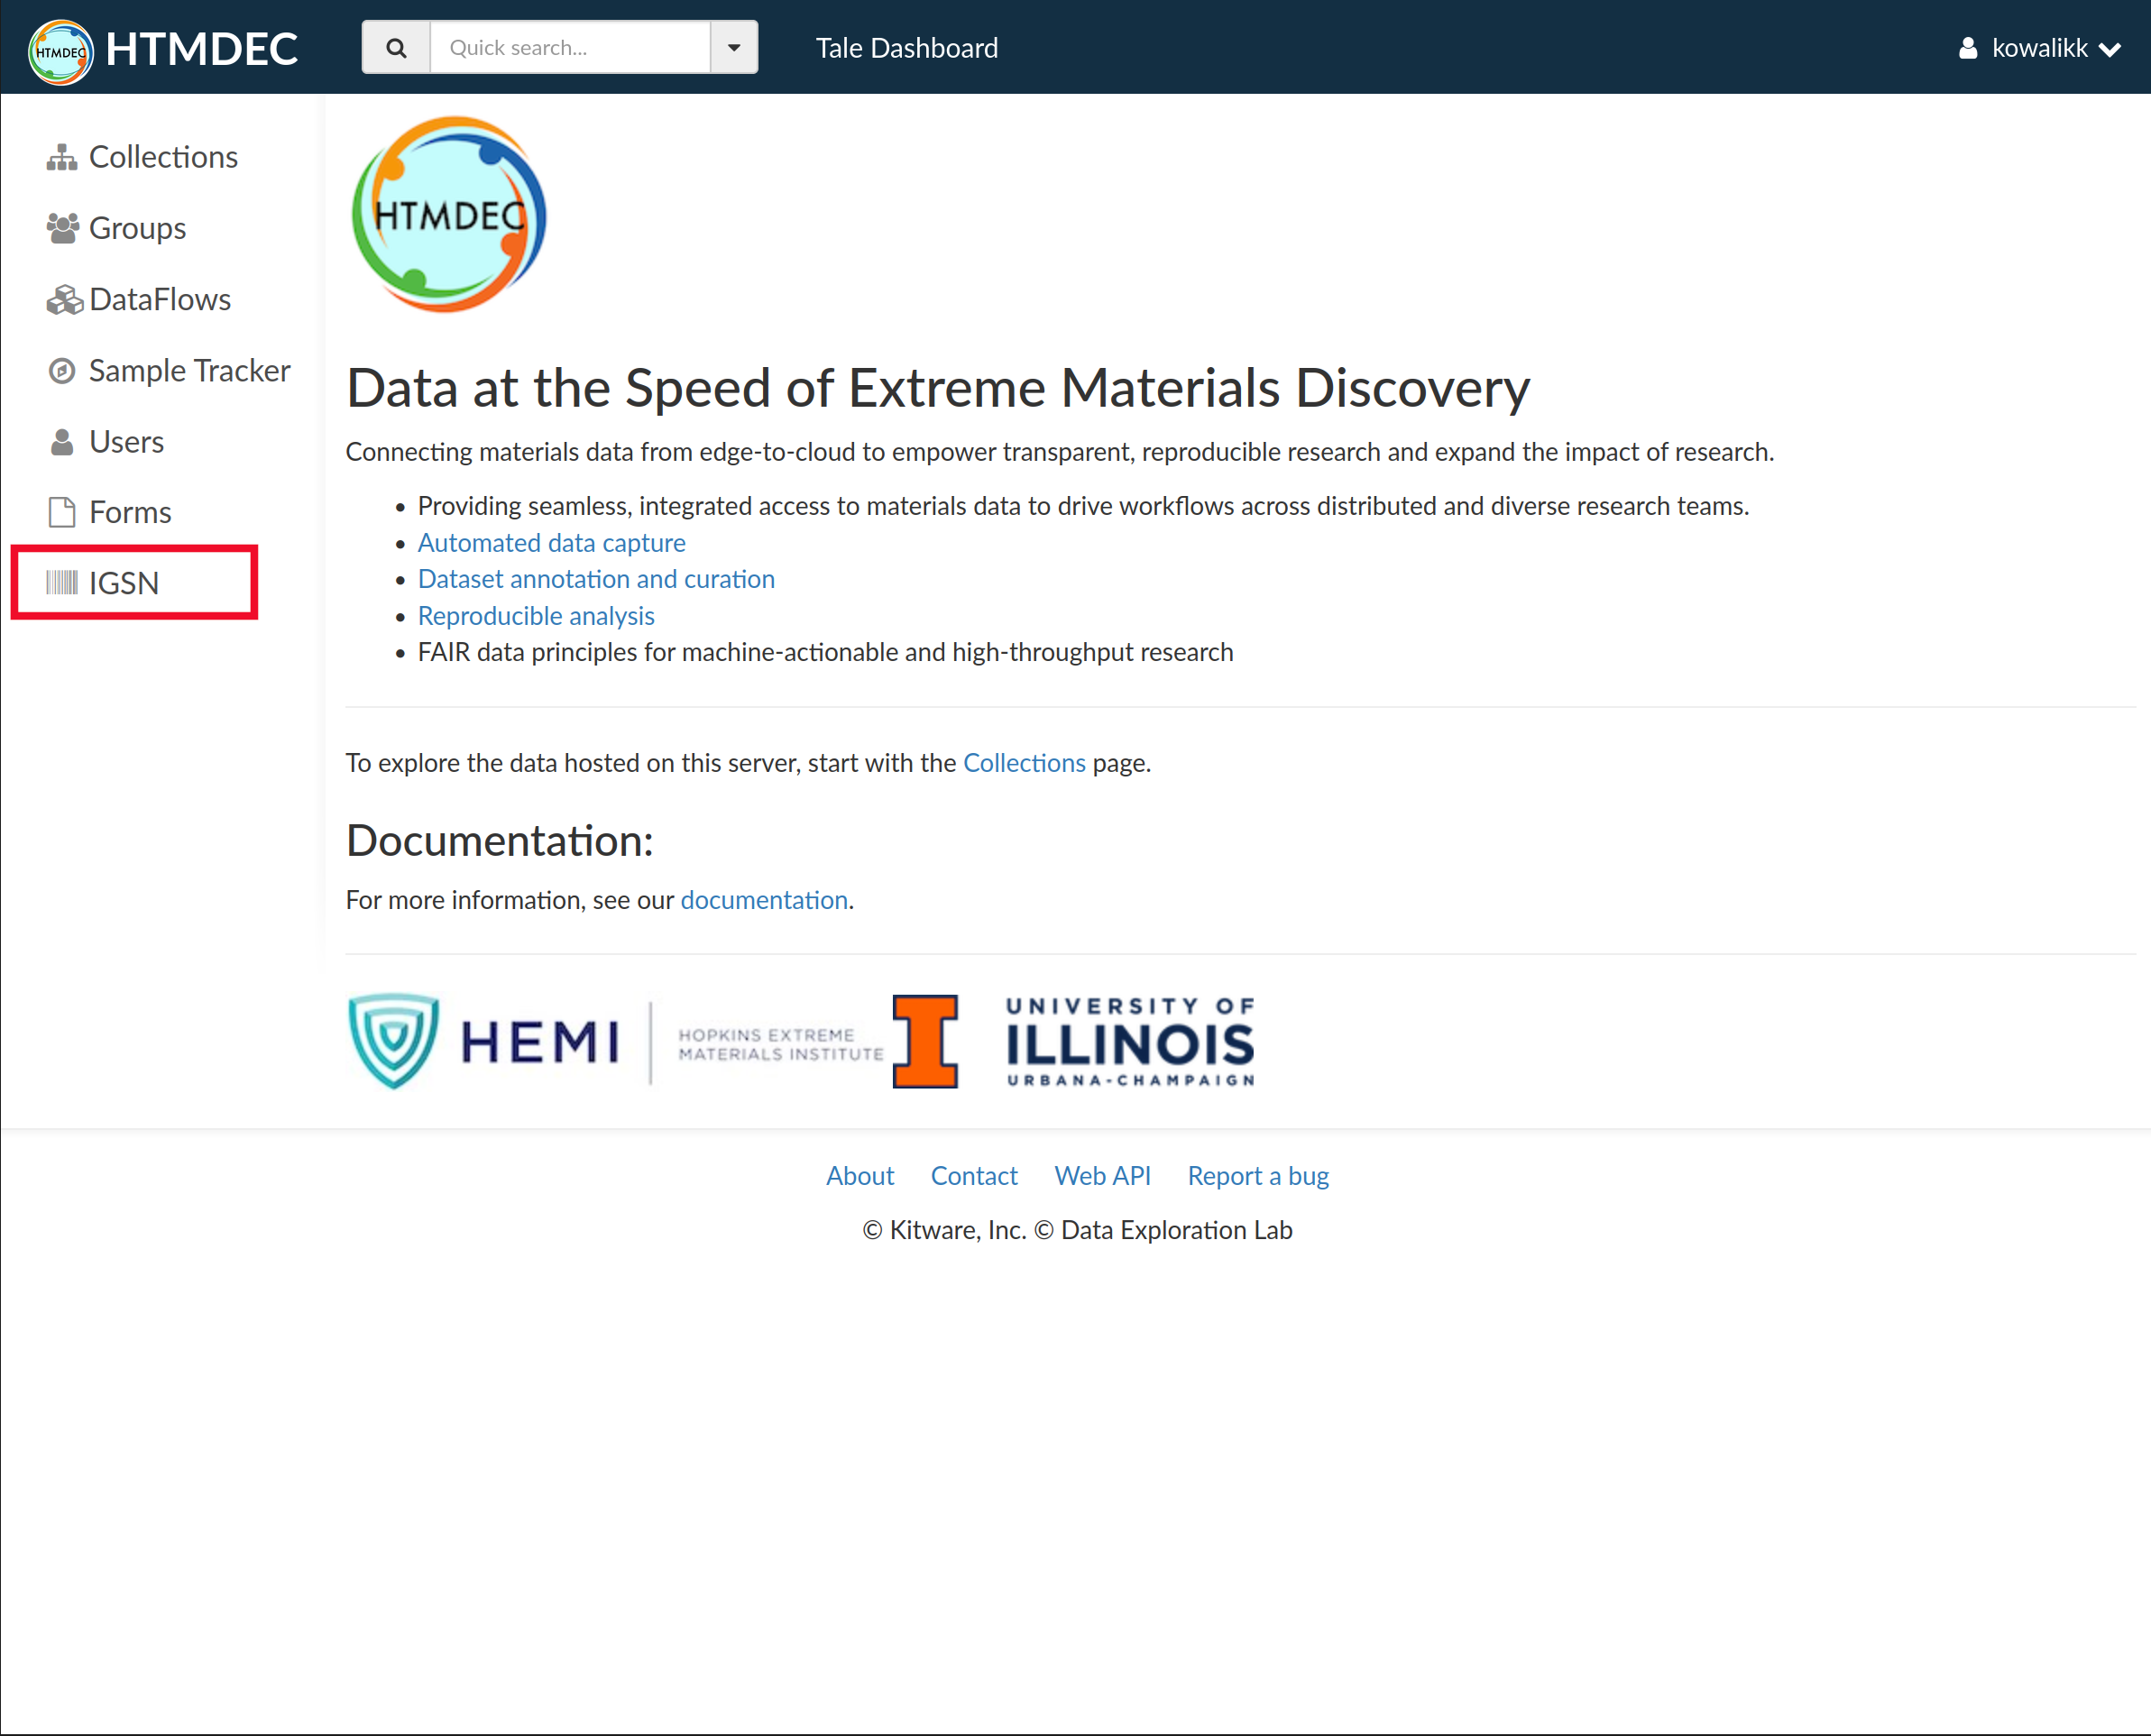 HTMDEC HTMDEC Quick search... Tale Dashboard kowalikk
Collections
Groups
DataFlows
Sample Tracker
Users
Forms
IGSN
HTMDEC
Data at the Speed of Extreme Materials Discovery
Connecting materials data from edge-to-cloud to empower transparent, reproducible research and expand the impact of research.
• Providing seamless, integrated access to materials data to drive workflows across distributed and diverse research teams.
• Automated data capture
• Dataset annotation and curation
• Reproducible analysis
• FAIR data principles for machine-actionable and high-throughput research
To explore the data hosted on this server, start with the Collections page.
Documentation:
For more information, see our documentation.
HEMI
HOPKINS EXTREME
MATERIALS INSTITUTE
UNIVERSITY OF
ILLINOIS
URBANA-CHAMPAIGN
About Contact Web API Report a bug
© Kitware, Inc. © Data Exploration Lab